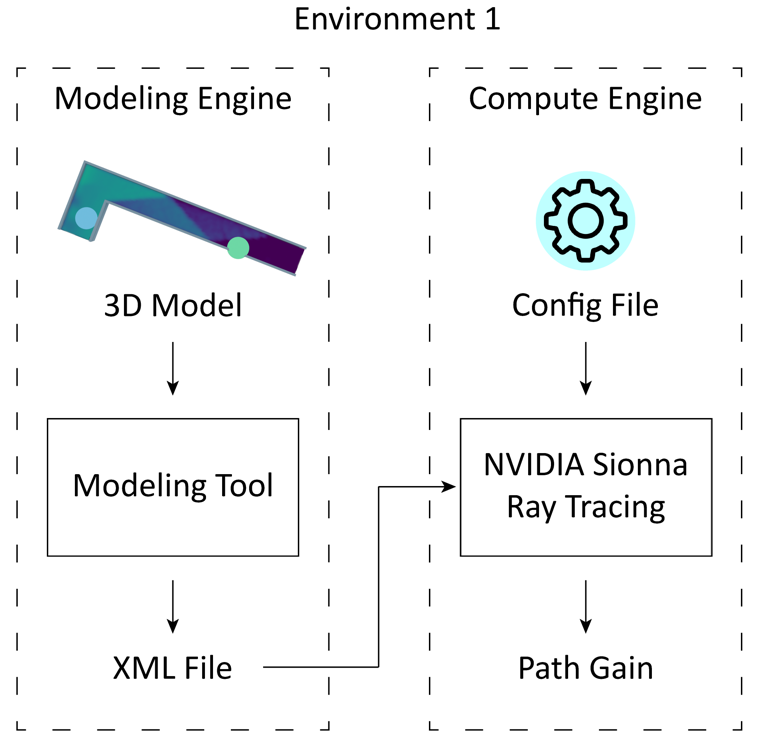 Environment 1
Modeling Engine
3D Model
Modeling Tool
XML File
Compute Engine
Config File
NVIDIA Sionna
Ray Tracing
Path Gain